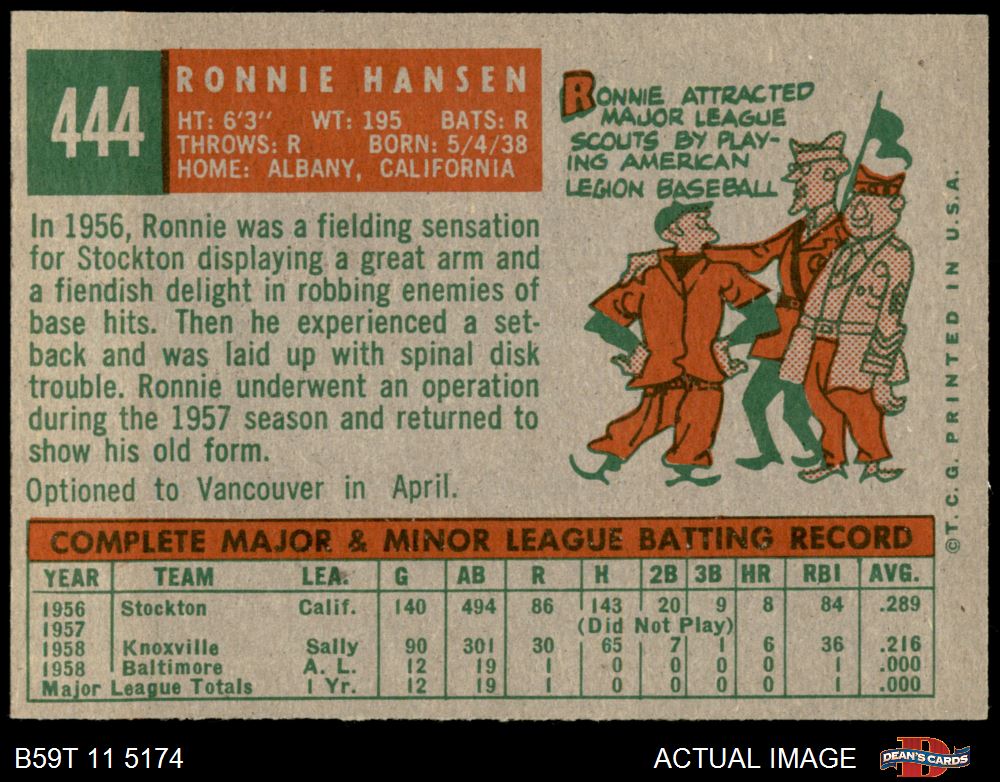 444
RONNIE HANSEN
HT: 6'3" WT: 195 BATS: R
THROWS: R BORN: 5/4/38
HOME: ALBANY, CALIFORNIA
RONNIE ATTRACTED
MAJOR LEAGUE
SCOUTS BY PLAY-
ING AMERICAN
LEGION BASEBALL
In 1956, Ronnie was a fielding sensation
for Stockton displaying a great arm and
a fiendish delight in robbing enemies of
base hits. Then he experienced a set-
back and was laid up with spinal disk
trouble. Ronnie underwent an operation
during the 1957 season and returned to
show his old form.
Optioned to Vancouver in April.
©T.C.G. PRINTED IN U.S.A.
COMPLETE MAJOR & MINOR LEAGUE BATTING RECORD
YEAR TEAM LEA. G AB R H 2B 3B HR RBI AVG.
1956 Stockton Calif. 140 494 86 143 20 9 8 84 .289
1957 (Did Not Play)
1958 Knoxville Sally 90 301 30 65 7 1 6 36 .216
1958 Baltimore A. L. 12 19 1 0 0 0 0 1 .000
Major League Totals 1 Yr. 12 19 1 0 0 0 0 1 .000
B59T 11 5174
ACTUAL IMAGE
DEAN'S CARDS